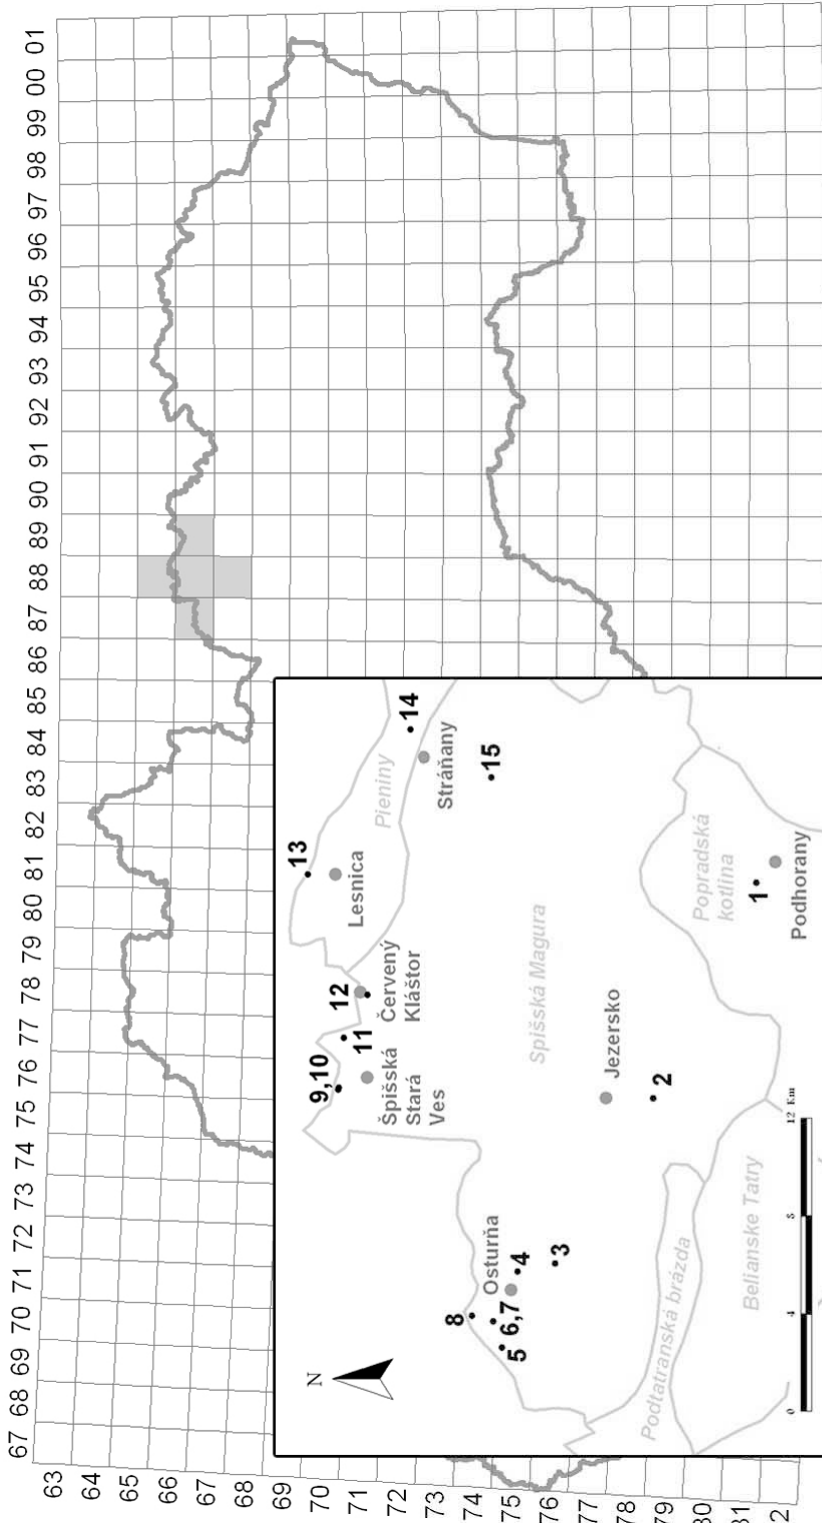 67 68 69 70 71 72 73 74 75 76 77 78 79 80 81 82 83 84 85 86 87 88 89 90 91 92 93 94 95 96 97 98 99 00 01
63
64
65
66
67
68
69
70
71
72
73
74
75
76
77
78
79
80
81
N
13
Lesnica
Pieniny
14
Stráňany
15
9,10
11
12
Špišská
Stará
Ves
Červený
Kláštor
8
Osturňa
4
5
6,7
3
Spišská Magura
Jezersko
2
Popradská
kotlina
1
Podhorany
Podtatranská brázda
Belianske Tatry
0 4 8 12 Km